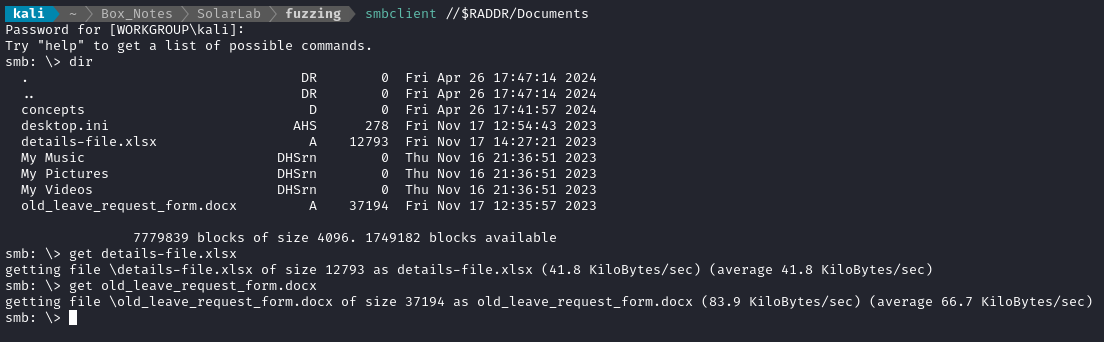 kali ~ Box_Notes SolarLab fuzzing smbclient //$RADDR/Documents
Password for [WORKGROUP\kali]:
Try "help" to get a list of possible commands.
smb: \> dir
  .                                   DR        0  Fri Apr 26 17:47:14 2024
  ..                                  DR        0  Fri Apr 26 17:47:14 2024
  concepts                             D        0  Fri Apr 26 17:41:57 2024
  desktop.ini                        AHS      278  Fri Nov 17 12:54:43 2023
  details-file.xlsx                    A    12793  Fri Nov 17 14:27:21 2023
  My Music                         DHSrn        0  Thu Nov 16 21:36:51 2023
  My Pictures                      DHSrn        0  Thu Nov 16 21:36:51 2023
  My Videos                        DHSrn        0  Thu Nov 16 21:36:51 2023
  old_leave_request_form.docx          A    37194  Fri Nov 17 12:35:57 2023
                7779839 blocks of size 4096. 1749182 blocks available
smb: \> get details-file.xlsx
getting file \details-file.xlsx of size 12793 as details-file.xlsx (41.8 KiloBytes/sec) (average 41.8 KiloBytes/sec)
smb: \> get old_leave_request_form.docx
getting file \old_leave_request_form.docx of size 37194 as old_leave_request_form.docx (83.9 KiloBytes/sec) (average 66.7 KiloBytes/sec)
smb: \>